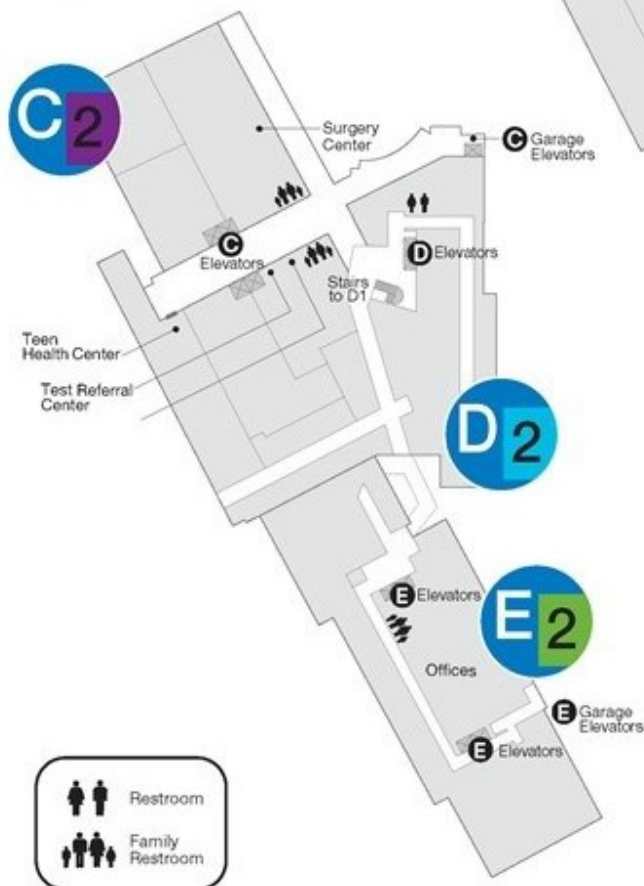 C2
Surgery
Center
C Garage
Elevators
C
Elevators
D Elevators
Stairs
to D1
Teen
Health Center
Test Referral
Center
D2
E Elevators
E2
Offices
E Garage
Elevators
E Elevators
Restroom
Family
Restroom